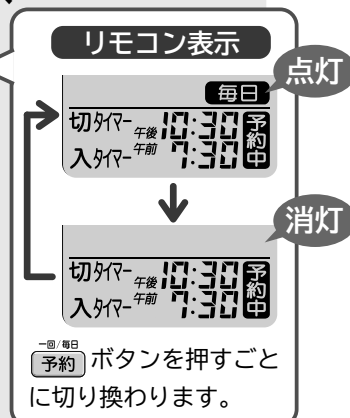 リモコン表示
毎日
点灯
切タイマー 午後 10:30 予約中
入タイマー 午前 7:30
消灯
切タイマー 午後 10:30 予約中
入タイマー 午前 7:30
一回/毎日
予約 ボタンを押すごと
に切り換わります。